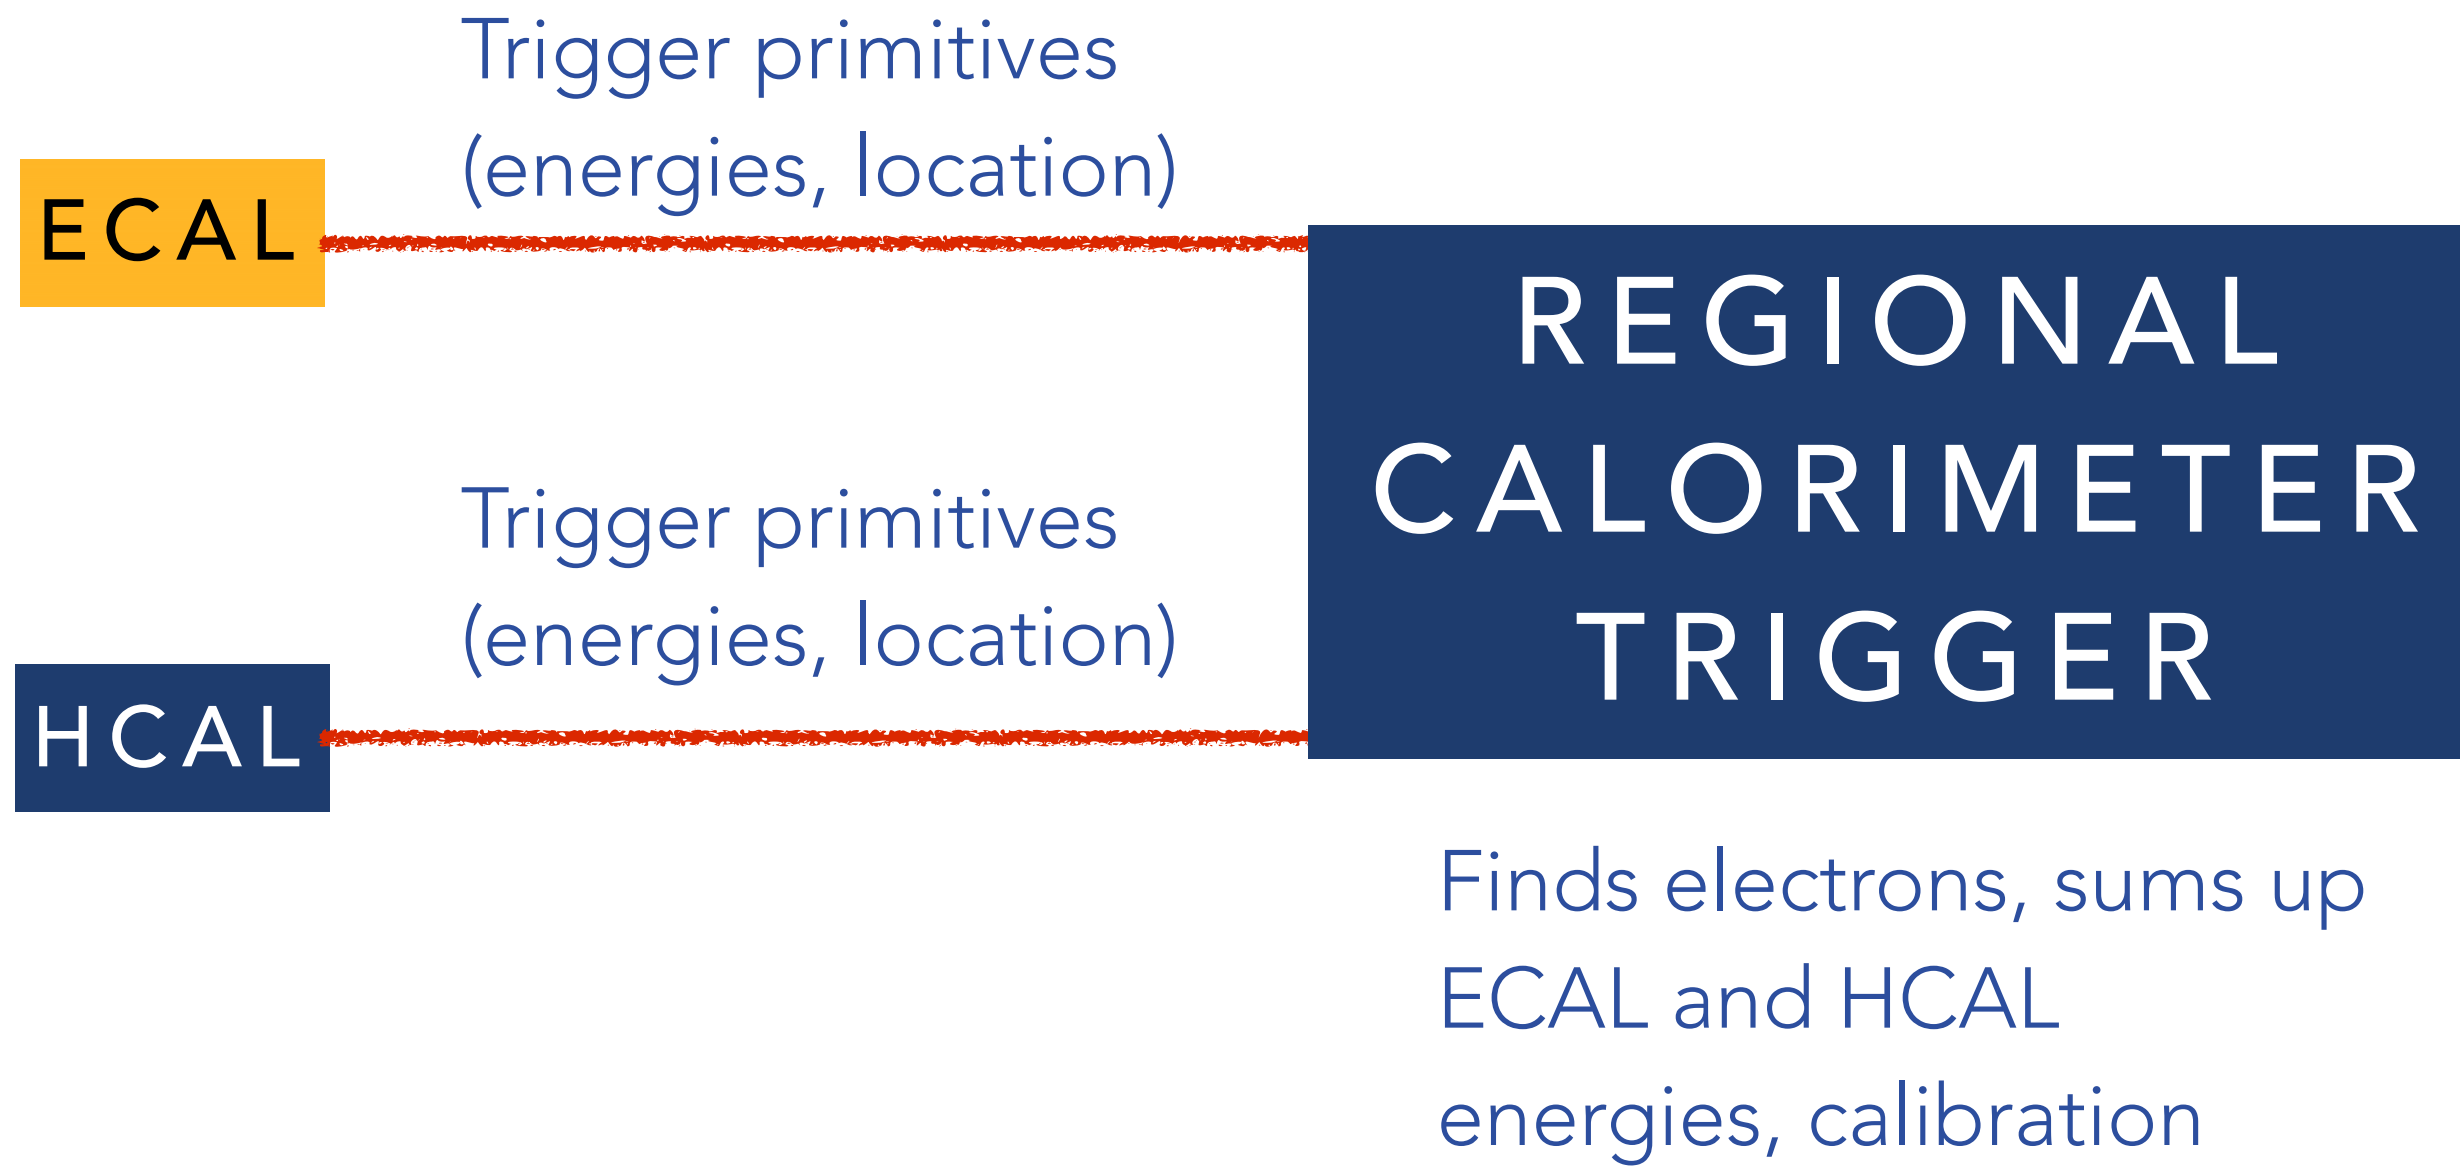 Trigger primitives
(energies, location)
ECAL
REGIONAL
CALORIMETER
TRIGGER
Trigger primitives
(energies, location)
HCAL
Finds electrons, sums up
ECAL and HCAL
energies, calibration